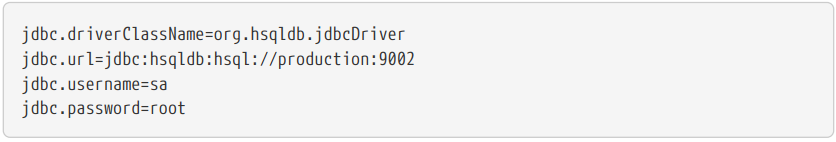 jdbc.driverClassName=org.hsqldb.jdbcDriver
jdbc.url=jdbc:hsqldb:hsql://production:9002
jdbc.username=sa
jdbc.password=root